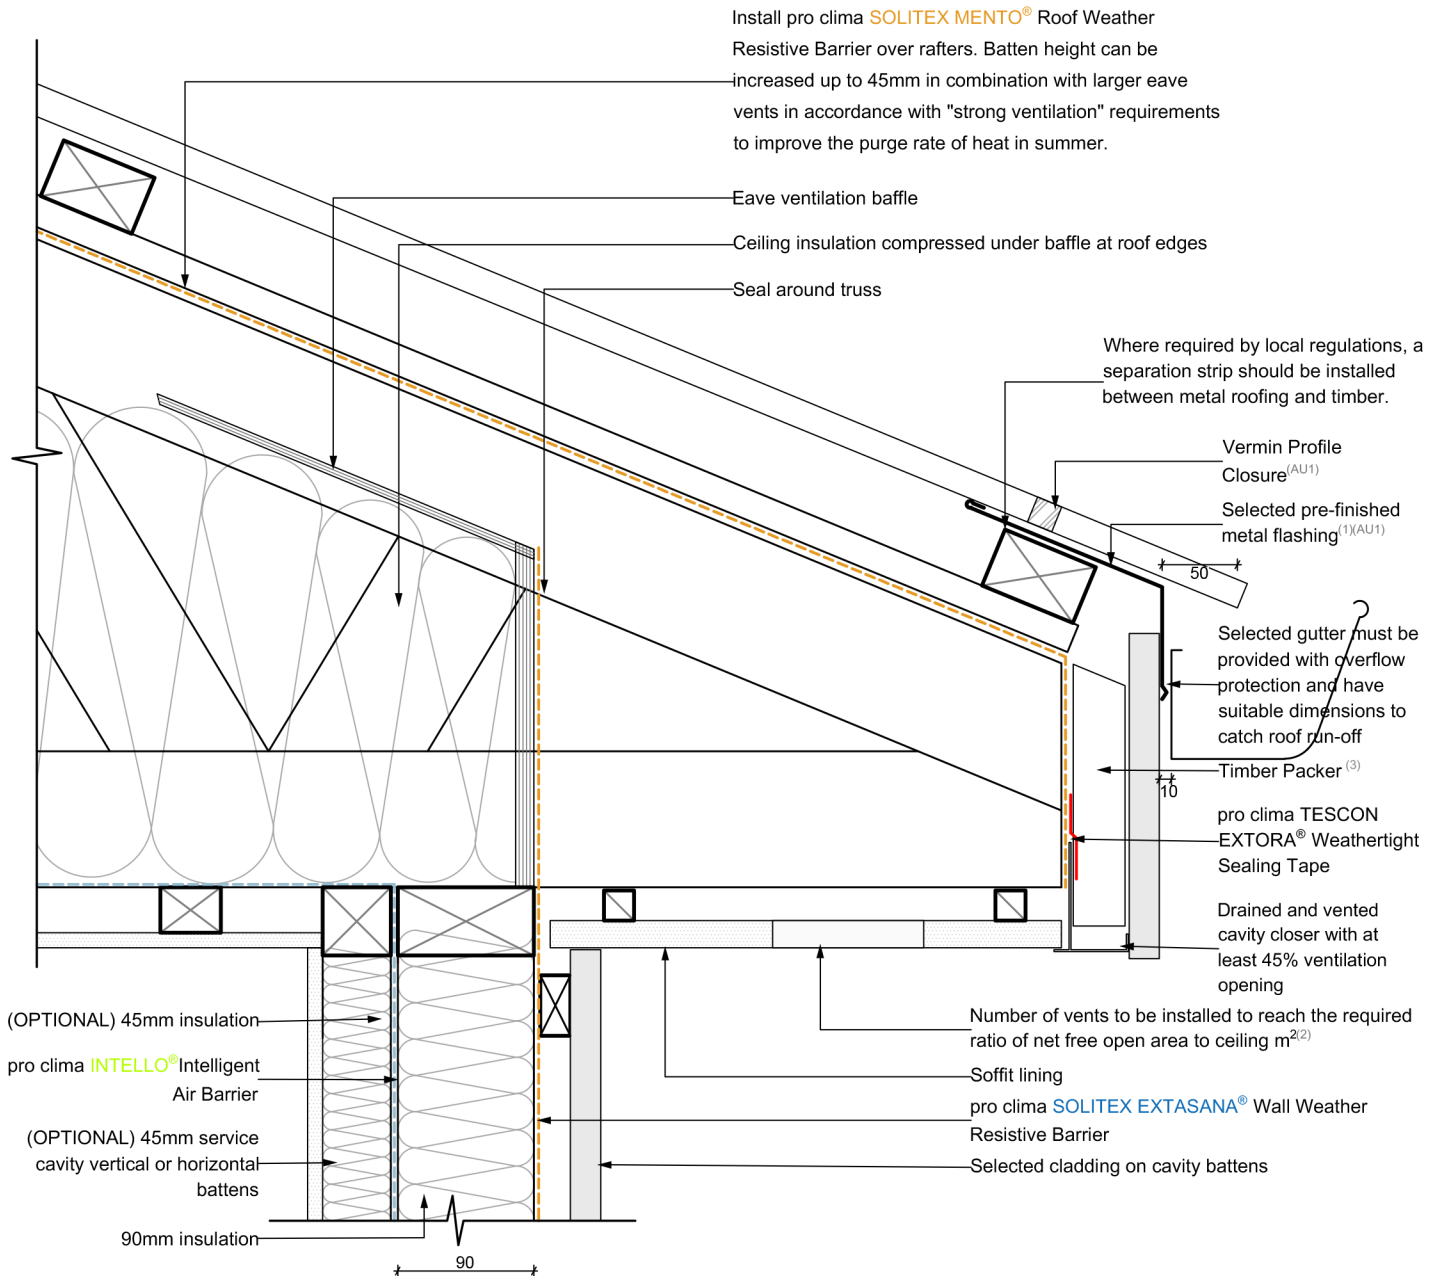 Install pro clima SOLITEX MENTO® Roof Weather
Resistive Barrier over rafters. Batten height can be
increased up to 45mm in combination with larger eave
vents in accordance with "strong ventilation" requirements
to improve the purge rate of heat in summer.
Eave ventilation baffle
Ceiling insulation compressed under baffle at roof edges
Seal around truss
Where required by local regulations, a
separation strip should be installed
between metal roofing and timber.
Vermin Profile
Closure(AU1)
Selected pre-finished
metal flashing(1)(AU1)
50
Selected gutter must be
provided with overflow
protection and have
suitable dimensions to
catch roof run-off
Timber Packer (3)
10
pro clima TESCON
EXTORA® Weathertight
Sealing Tape
Drained and vented
cavity closer with at
least 45% ventilation
opening
Number of vents to be installed to reach the required
ratio of net free open area to ceiling m2(2)
Soffit lining
pro clima SOLITEX EXTASANA® Wall Weather
Resistive Barrier
Selected cladding on cavity battens
(OPTIONAL) 45mm insulation
pro clima INTELLO® Intelligent
Air Barrier
(OPTIONAL) 45mm service
cavity vertical or horizontal
battens
90mm insulation
90